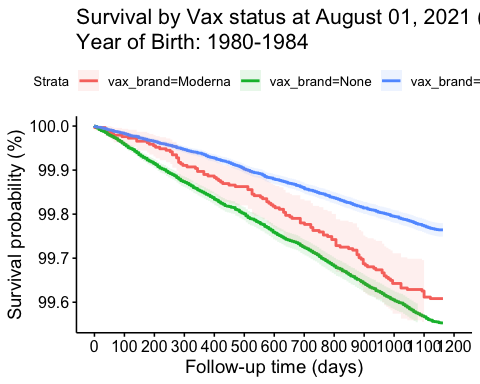 Survival by Vax status at August 01, 2021 (
Year of Birth: 1980-1984
Strata vax_brand=Moderna vax_brand=None vax_brand=
Survival probability (%)
100.0
99.9
99.8
99.7
99.6
0 100 200 300 400 500 600 700 800 900 1000 1100 1200
Follow-up time (days)